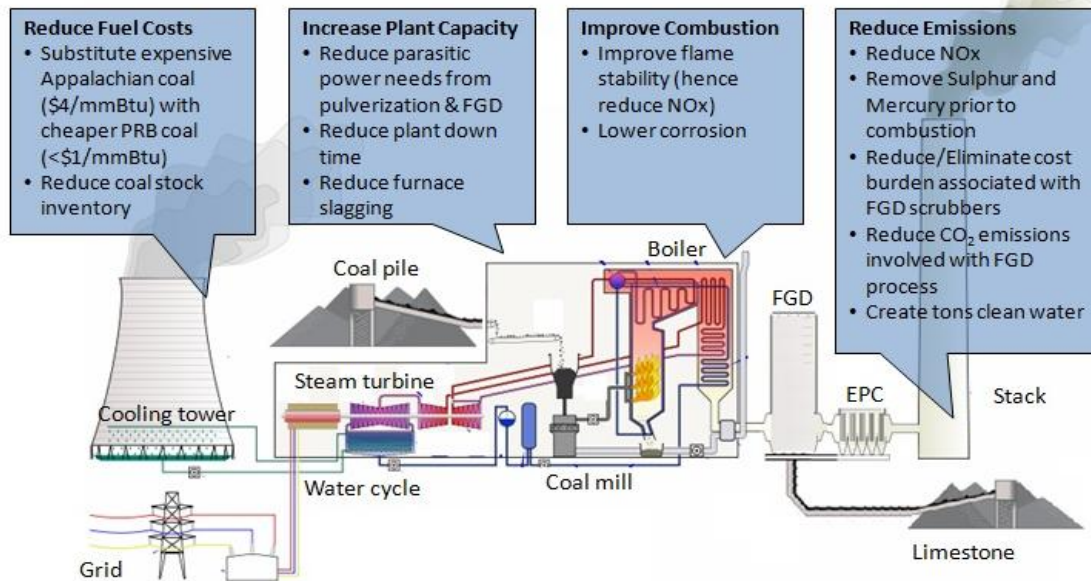 Reduce Fuel Costs
• Substitute expensive
Appalachian coal
($4/mmBtu) with
cheaper PRB coal
(<$1/mmBtu)
• Reduce coal stock
inventory
Increase Plant Capacity
• Reduce parasitic
power needs from
pulverization & FGD
• Reduce plant down
time
• Reduce furnace
slagging
Improve Combustion
• Improve flame
stability (hence
reduce NOx)
• Lower corrosion
Reduce Emissions
• Reduce NOx
• Remove Sulphur and
Mercury prior to
combustion
• Reduce/Eliminate cost
burden associated with
FGD scrubbers
• Reduce CO₂ emissions
involved with FGD
process
• Create tons clean water
Boiler
Coal pile
FGD
Steam turbine
EPC
Stack
Cooling tower
Water cycle
Coal mill
Limestone
Grid